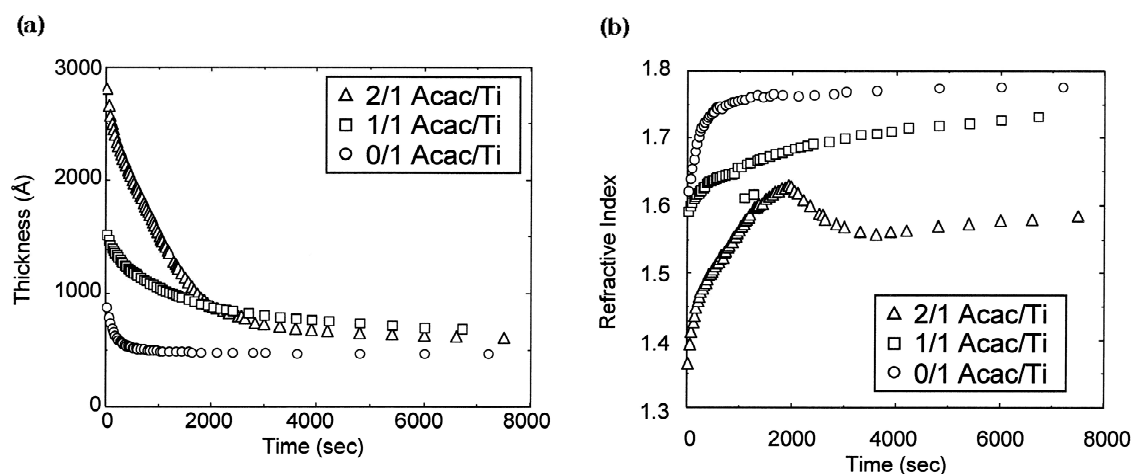 (a)
3000
2000
1000
0
Thickness (Å)
△ 2/1 Acac/Ti
□ 1/1 Acac/Ti
○ 0/1 Acac/Ti
0 2000 4000 6000 8000
Time (sec)
(b)
1.8
1.7
1.6
1.5
1.4
1.3
Refractive Index
△ 2/1 Acac/Ti
□ 1/1 Acac/Ti
○ 0/1 Acac/Ti
0 2000 4000 6000 8000
Time (sec)